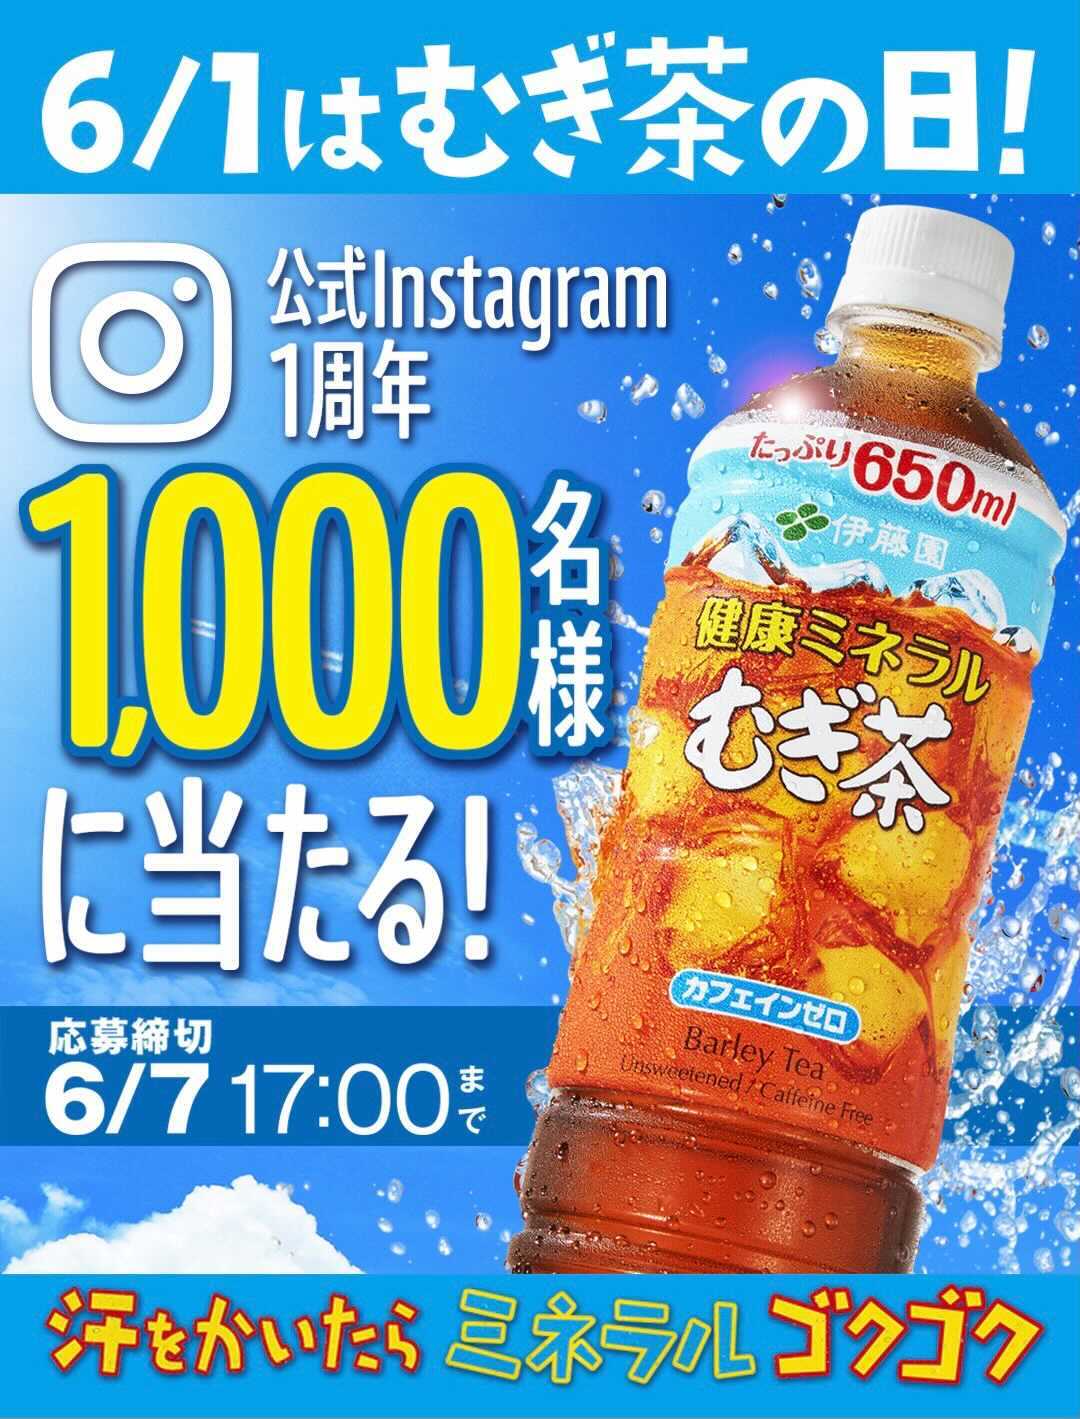 6/1はむぎ茶の日!
公式Instagram
1周年
1,000名様
に当たる!
応募締切
6/7 17:00まで
たっぷり650ml
伊藤園
健康ミネラル
むぎ茶
カフェインゼロ
Barley Tea
Unsweetened / Caffeine Free
汗をかいたらミネラルゴクゴク